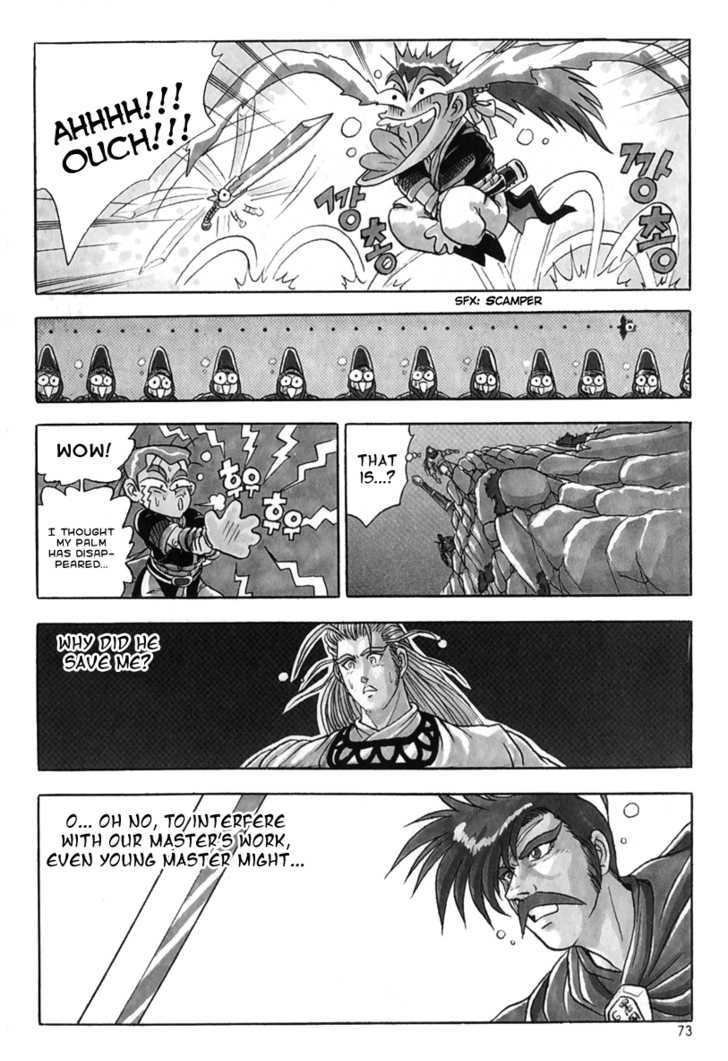 AHHHH!!!
OUCH!!!
깡
총
깡
총
SFX: SCAMPER
WOW!
I THOUGHT
MY PALM
HAS DISAP-
PEARED...
후우
후우
THAT
IS...?
WHY DID HE
SAVE ME?
O... OH NO, TO INTERFERE
WITH OUR MASTER'S WORK,
EVEN YOUNG MASTER MIGHT...
73